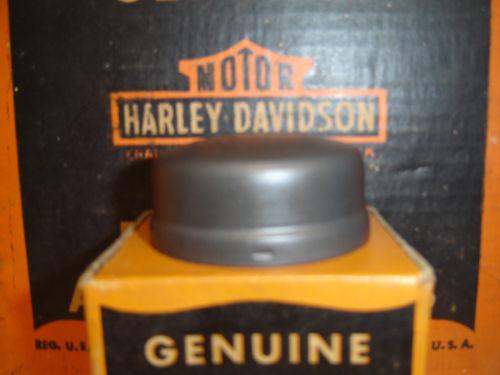 MOTOR
HARLEY-DAVIDSON
REG. U.S.
U.S.A.
GENUINE